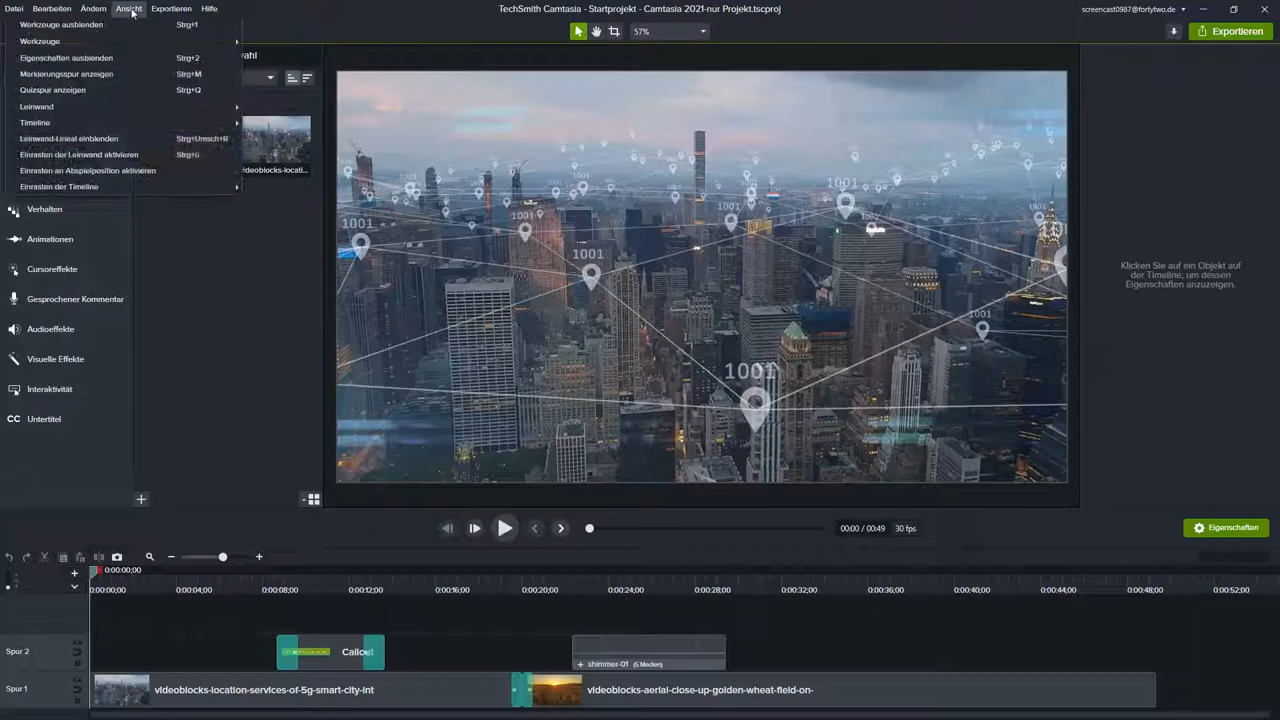 Datei Bearbeiten Ändern Ansicht Exportieren Hilfe
TechSmith Camtasia - Startprojekt - Camtasia 2021-nur Projekt.tscproj
screencast0987@fortytwo.de
57%
Exportieren
Werkzeuge ausblenden Strg+1
Werkzeuge
Eigenschaften ausblenden Strg+2
Markierungsspur anzeigen Strg+M
Quizspur anzeigen Strg+Q
Leinwand
Timeline
Leinwand-Lineal einblenden Strg+Umsch+R
Einrasten der Leinwand aktivieren Strg+ü
Einrasten an Abspielposition aktivieren
Einrasten der Timeline
Verhalten
Animationen
Cursoreffekte
Gesprochener Kommentar
Audioeffekte
Visuelle Effekte
Interaktivität
CC Untertitel
1001
1001
1001
1001
1001
1001
1001
Klicken Sie auf ein Objekt auf
der Timeline, um dessen
Eigenschaften anzuzeigen.
00:00 / 00:49 30 fps
Eigenschaften
0:00:00;00
0:00:00;00 0:00:04;00 0:00:08;00 0:00:12;00 0:00:16;00 0:00:20;00 0:00:24;00 0:00:28;00 0:00:32;00 0:00:36;00 0:00:40;00 0:00:44;00 0:00:48;00 0:00:52;00
Spur 2
Callout
shimmer-01 (5 Medien)
Spur 1
videoblocks-location-services-of-5g-smart-city-int
videoblocks-aerial-close-up-golden-wheat-field-on-